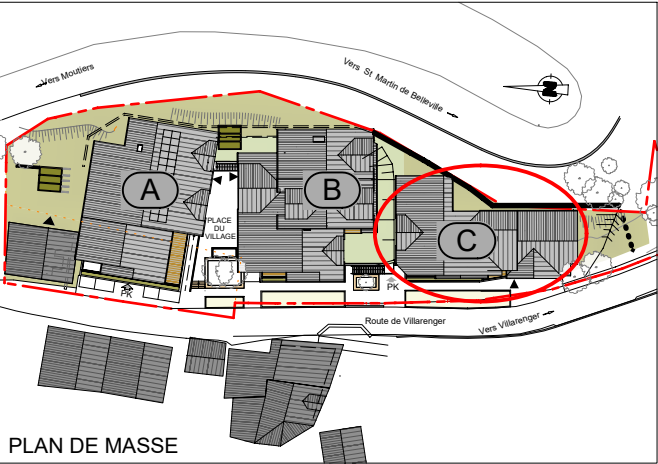 Vers Moutiers
Vers St Martin de Belleville
N
A
B
C
PLACE
DU
VILLAGE
PK
PK
Route de Villarenger
Vers Villarenger
PLAN DE MASSE